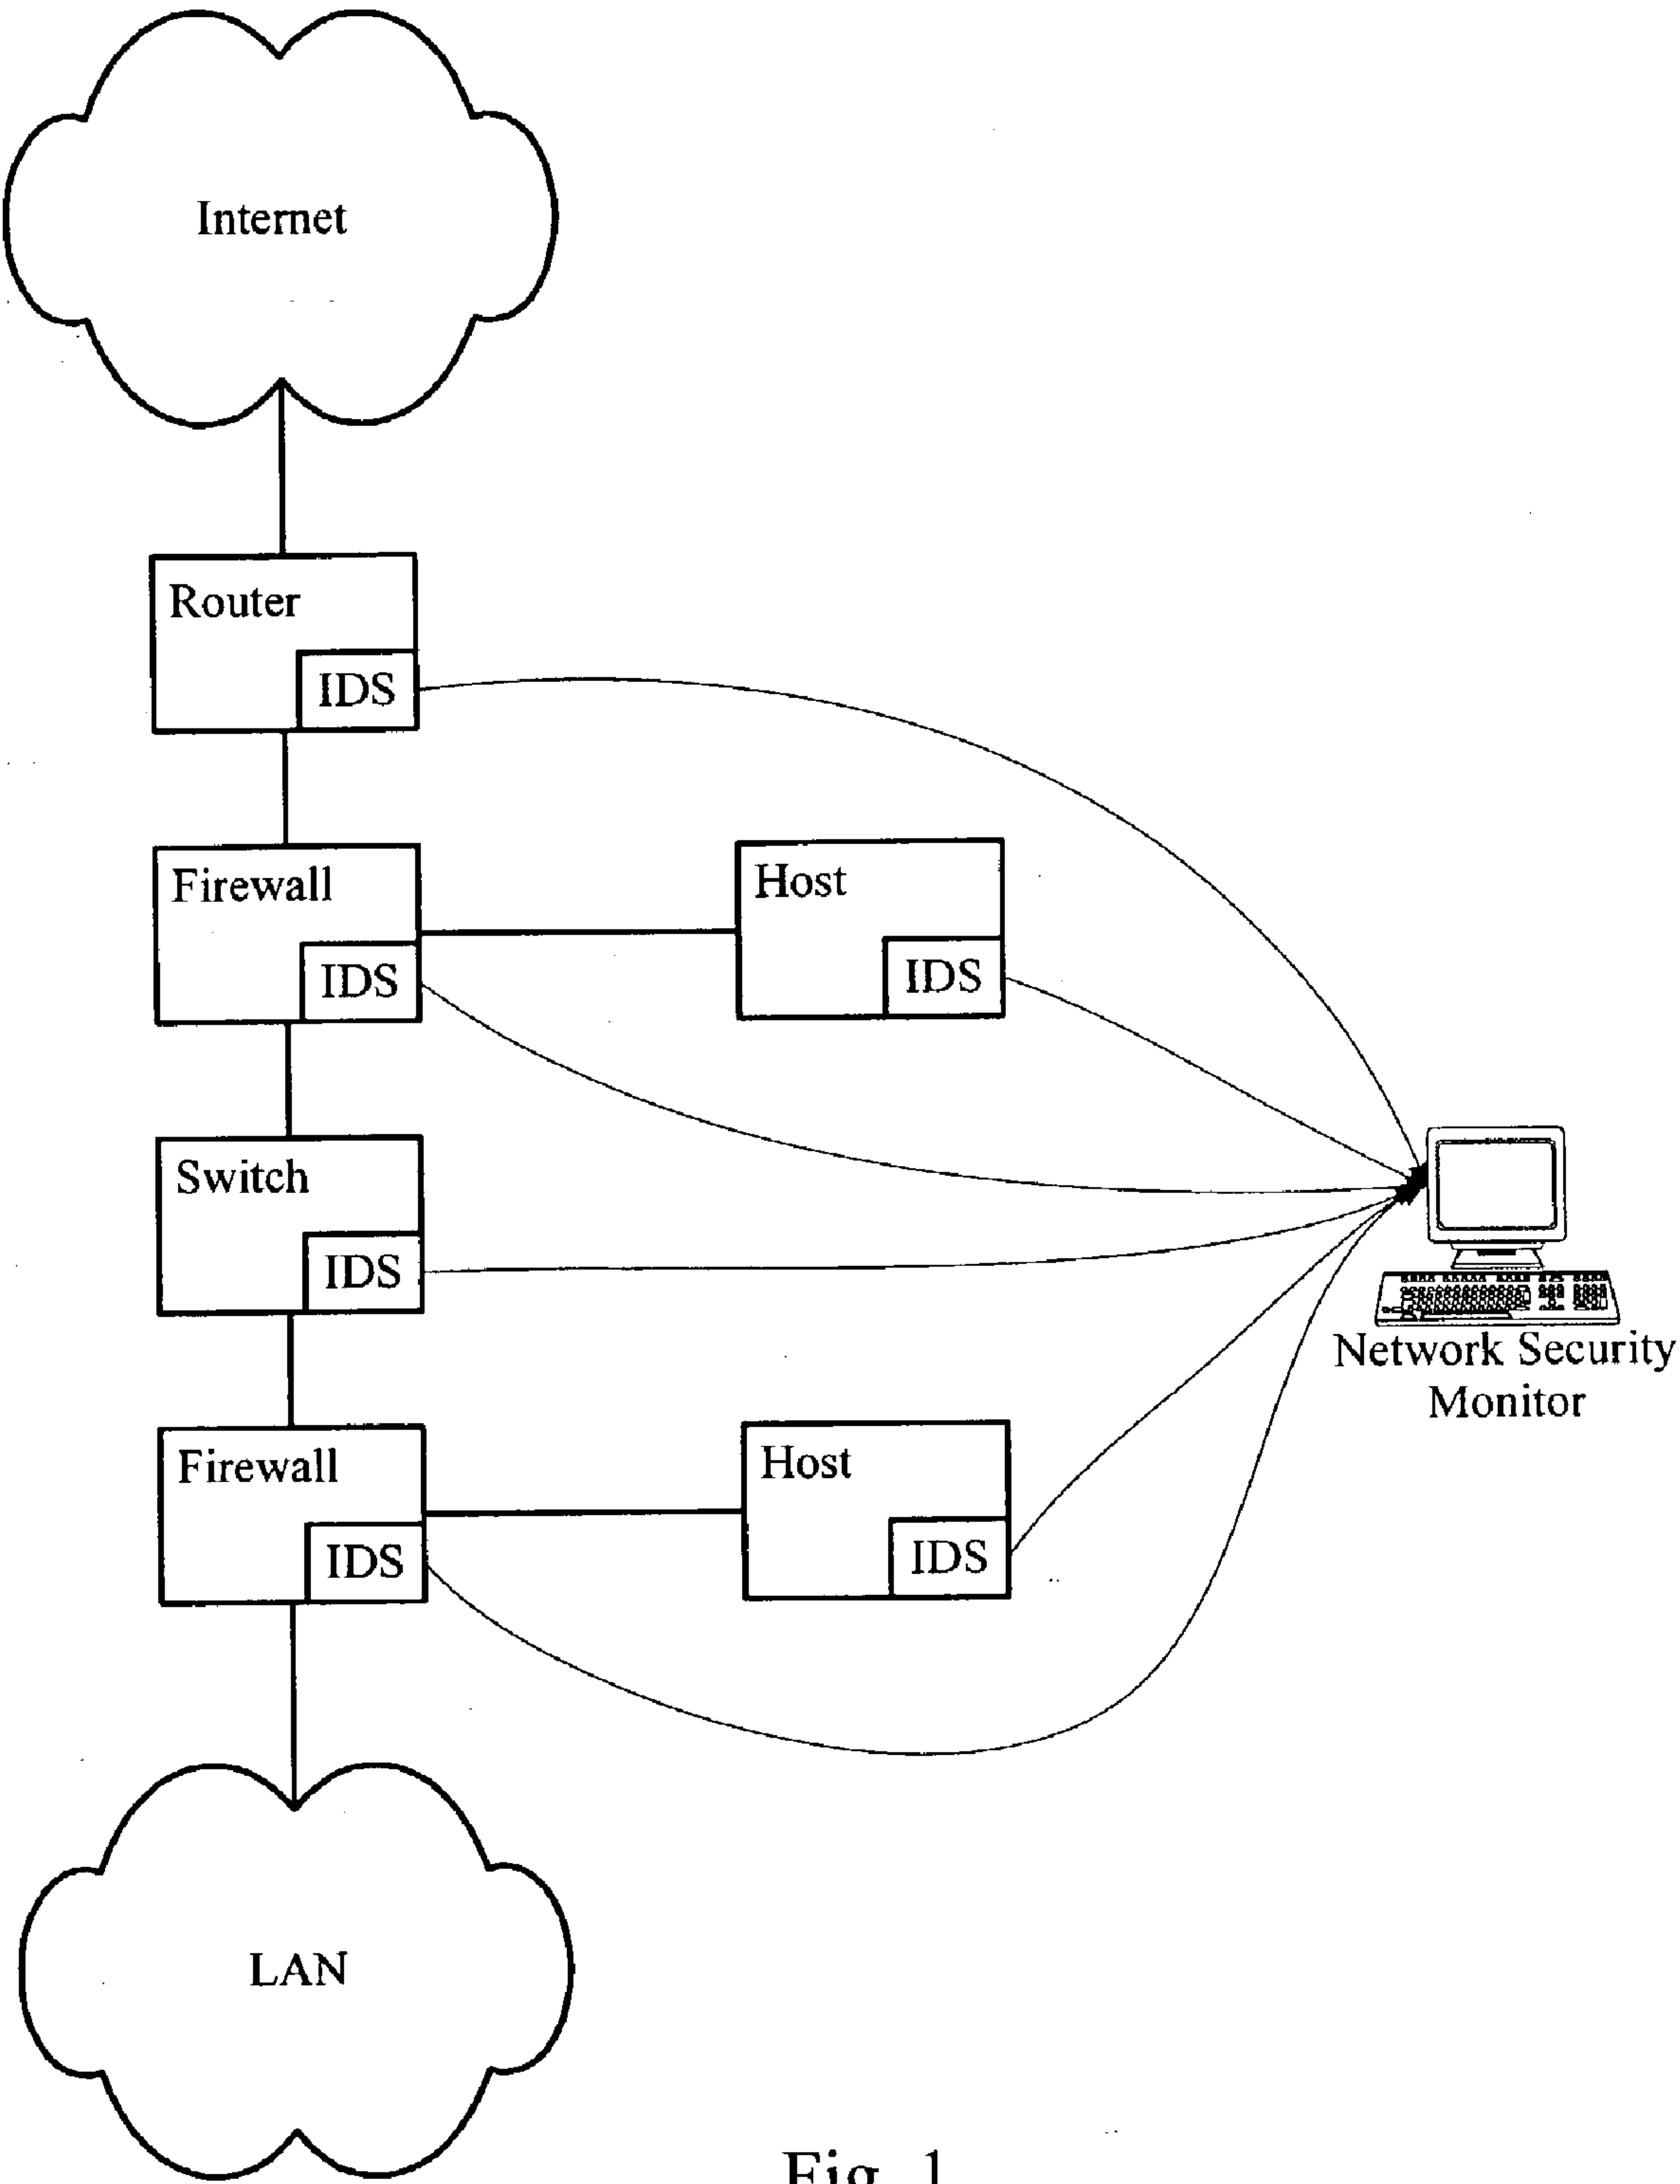 Internet
Router
IDS
Firewall
IDS
Host
IDS
Switch
IDS
Network Security
Monitor
Firewall
IDS
Host
IDS
LAN
Fig. 1